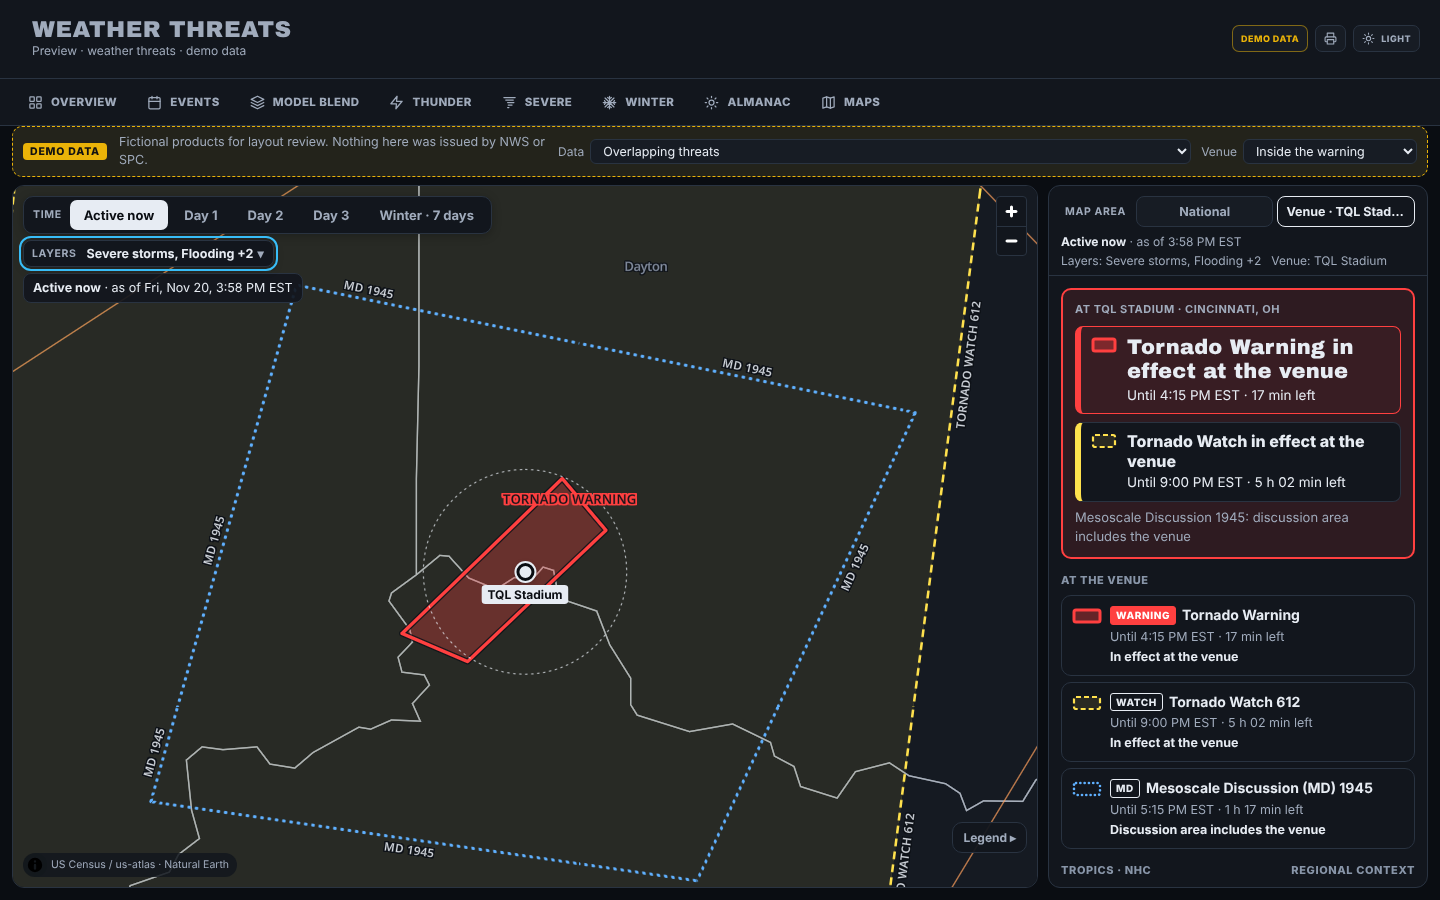 WEATHER THREATS
Preview · weather threats · demo data
DEMO DATA
LIGHT
OVERVIEW
EVENTS
MODEL BLEND
THUNDER
SEVERE
WINTER
ALMANAC
MAPS
DEMO DATA
Fictional products for layout review. Nothing here was issued by NWS or
SPC.
Data
Overlapping threats
Venue
Inside the warning
TIME
Active now
Day 1
Day 2
Day 3
Winter · 7 days
LAYERS Severe storms, Flooding +2 ▾
Active now · as of Fri, Nov 20, 3:58 PM EST
+
−
Dayton
MD 1945
MD 1945
TORNADO WATCH 612
TORNADO WARNING
MD 1945
MD 1945
TQL Stadium
MD 1945
MD 1945
O WATCH 612
Legend ▸
US Census / us-atlas · Natural Earth
MAP AREA
National
Venue · TQL Stad...
Active now · as of 3:58 PM EST
Layers: Severe storms, Flooding +2 Venue: TQL Stadium
AT TQL STADIUM · CINCINNATI, OH
Tornado Warning in
effect at the venue
Until 4:15 PM EST · 17 min left
Tornado Watch in effect at the
venue
Until 9:00 PM EST · 5 h 02 min left
Mesoscale Discussion 1945: discussion area
includes the venue
AT THE VENUE
WARNING Tornado Warning
Until 4:15 PM EST · 17 min left
In effect at the venue
WATCH Tornado Watch 612
Until 9:00 PM EST · 5 h 02 min left
In effect at the venue
MD Mesoscale Discussion (MD) 1945
Until 5:15 PM EST · 1 h 17 min left
Discussion area includes the venue
TROPICS · NHC
REGIONAL CONTEXT